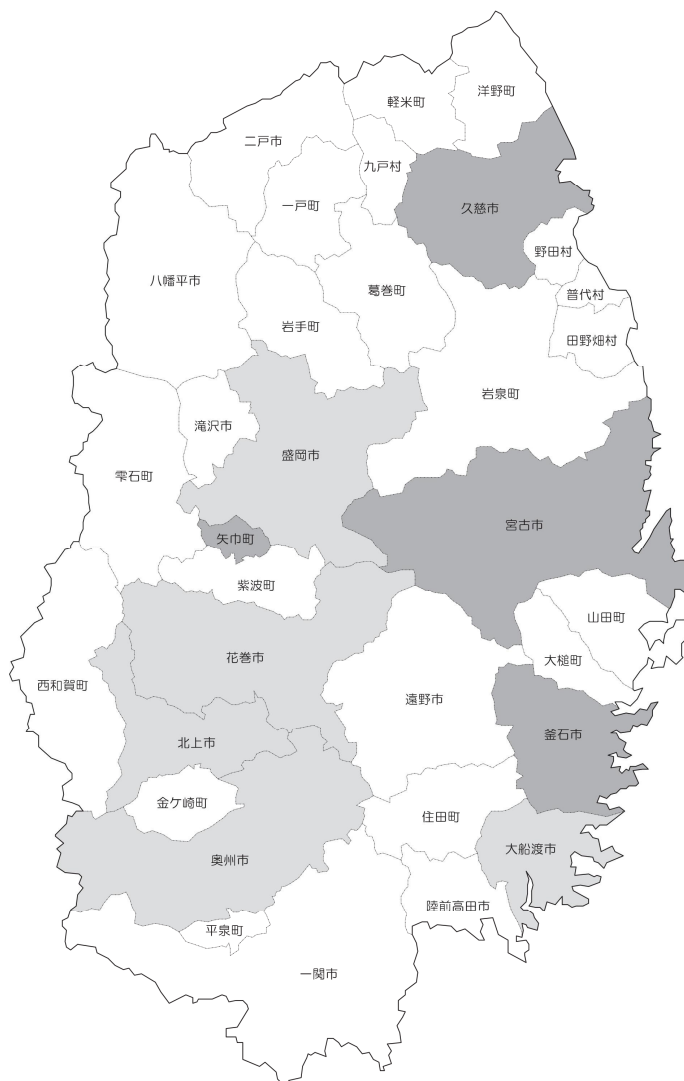 洋野町
軽米町
二戸市
九戸村
一戸町
久慈市
野田村
八幡平市
葛巻町
普代村
岩手町
田野畑村
岩泉町
滝沢市
盛岡市
雫石町
宮古市
矢巾町
紫波町
山田町
花巻市
大槌町
西和賀町
遠野市
釜石市
北上市
金ケ崎町
住田町
大船渡市
奥州市
陸前高田市
平泉町
一関市